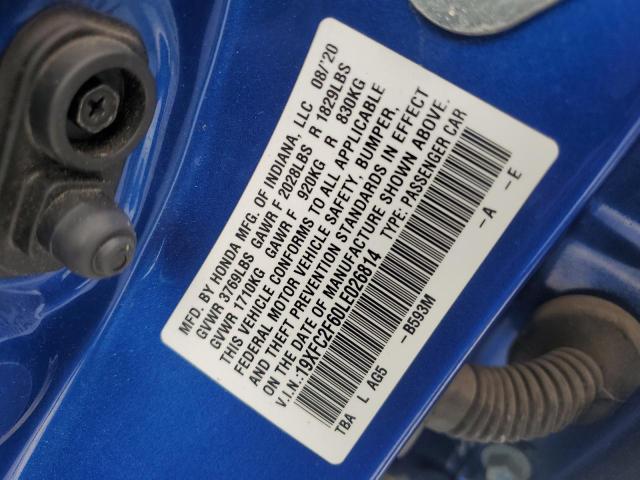 MFD. BY HONDA MFG. OF INDIANA, LLC 08/'20
GVWR 3769LBS GAWR F 2028LBS R 1829LBS
GVWR 1710KG GAWR F 920KG R 830KG
THIS VEHICLE CONFORMS TO ALL APPLICABLE
FEDERAL MOTOR VEHICLE SAFETY, BUMPER,
AND THEFT PREVENTION STANDARDS IN EFFECT
ON THE DATE OF MANUFACTURE SHOWN ABOVE.
V.I.N.:19XFC2F60LE026814 TYPE: PASSENGER CAR
TBA L AG5 -B593M -A -E